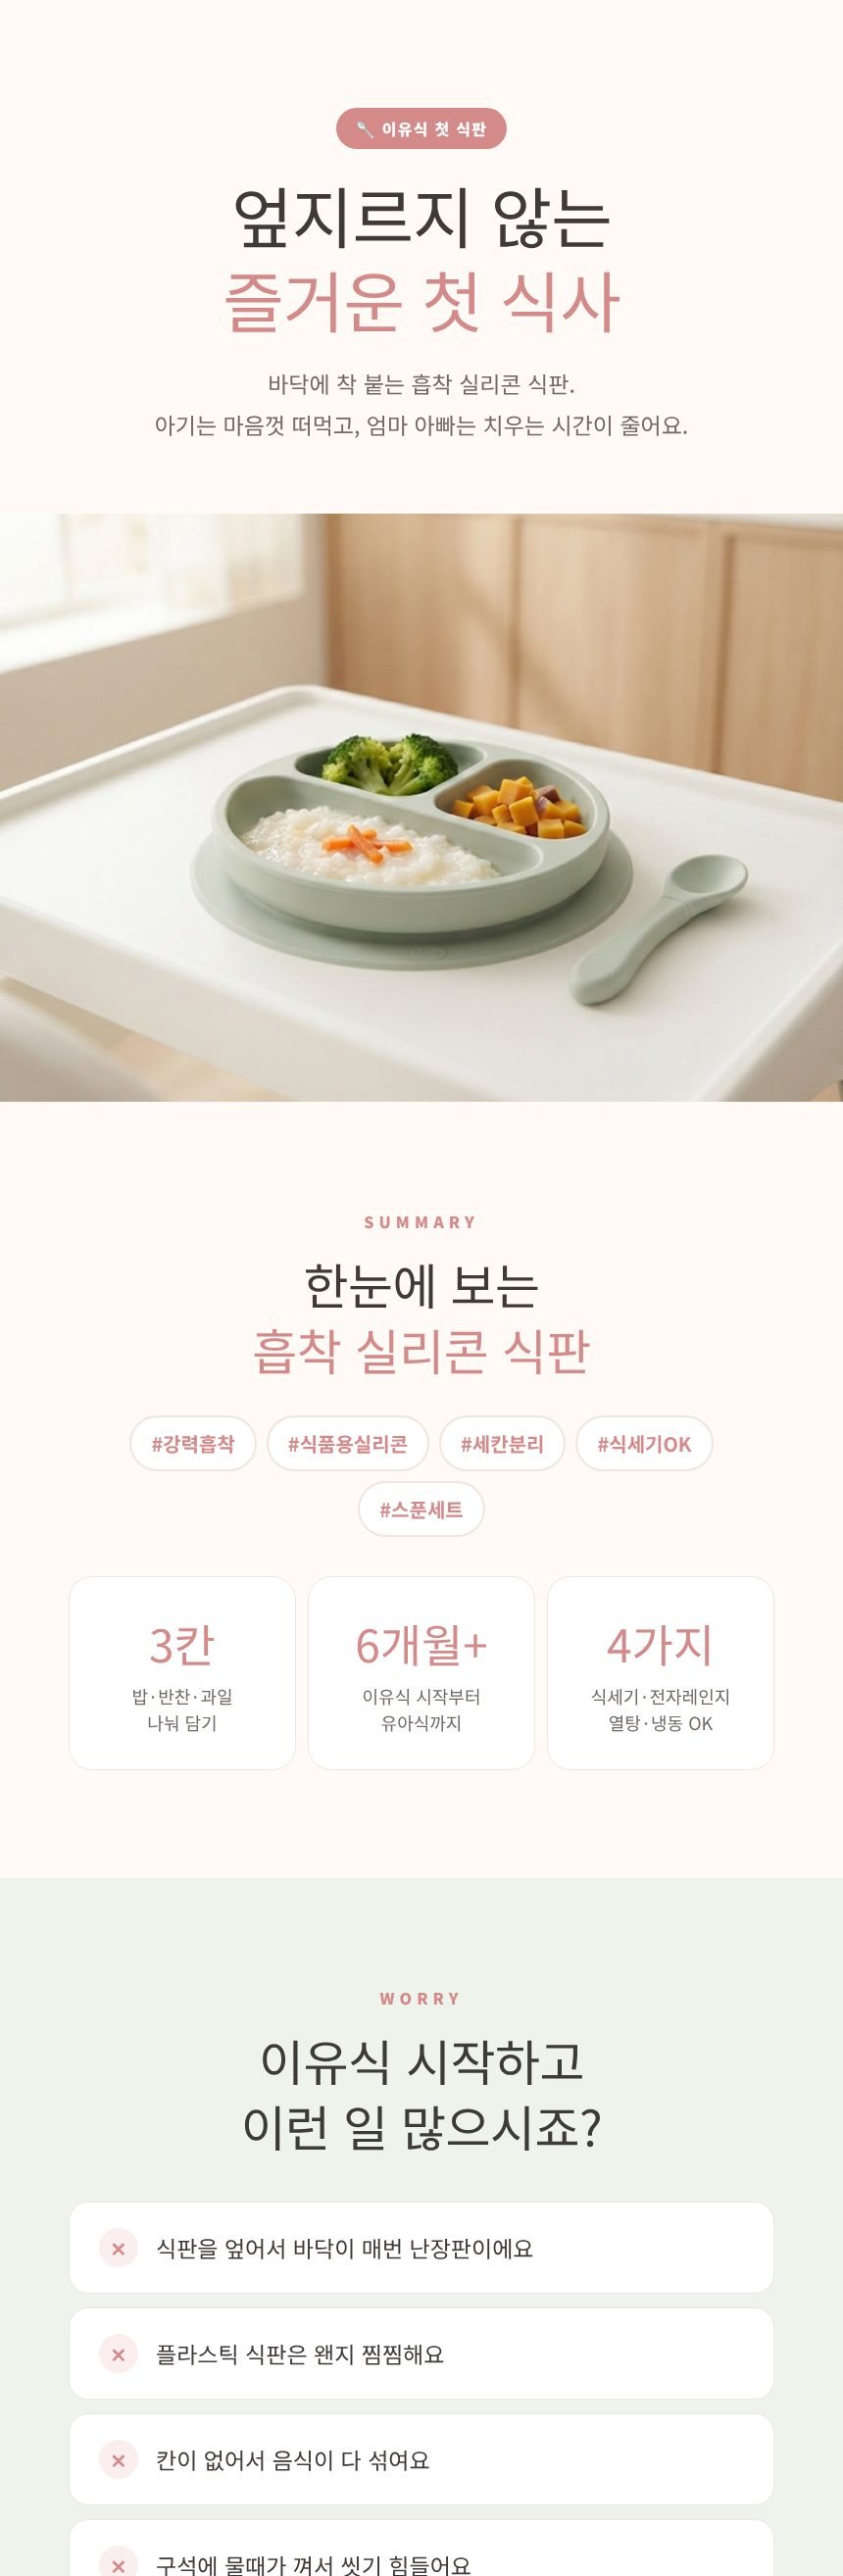 이유식 첫 식판
엎지르지 않는
즐거운 첫 식사
바닥에 착 붙는 흡착 실리콘 식판.
아기는 마음껏 떠먹고, 엄마 아빠는 치우는 시간이 줄어요.
SUMMARY
한눈에 보는
흡착 실리콘 식판
#강력흡착 #식품용실리콘 #세칸분리 #식세기OK
#스푼세트
3칸
밥·반찬·과일
나눠 담기
6개월+
이유식 시작부터
유아식까지
4가지
식세기·전자레인지
열탕·냉동 OK
WORRY
이유식 시작하고
이런 일 많으시죠?
식판을 엎어서 바닥이 매번 난장판이에요
플라스틱 식판은 왠지 찜찜해요
칸이 없어서 음식이 다 섞여요
구석에 물때가 껴서 씻기 힘들어요